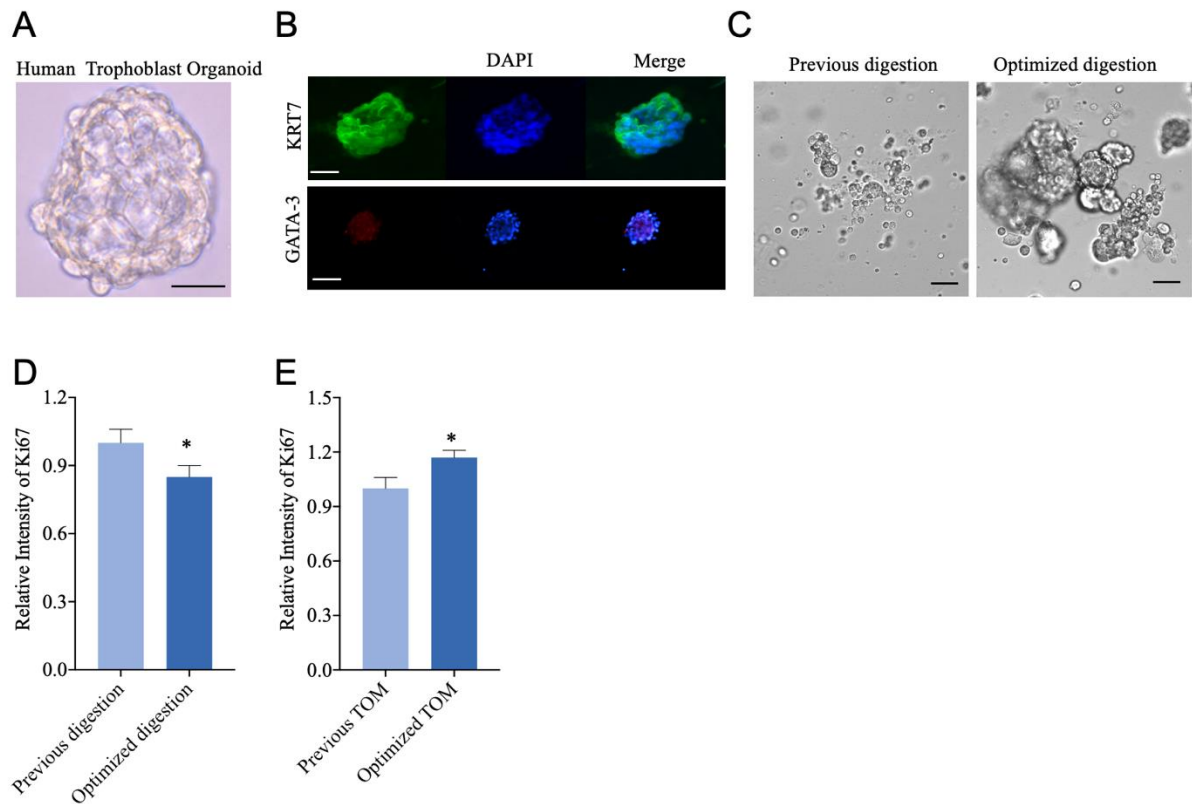 A
Human Trophoblast Organoid
B
DAPI
Merge
KRT7
GATA-3
C
Previous digestion
Optimized digestion
D
Relative Intensity of Ki67
1.2
0.9
0.6
0.3
0.0
*
Previous digestion
Optimized digestion
E
Relative Intensity of Ki67
1.5
1.2
0.9
0.6
0.3
0.0
*
Previous TOM
Optimized TOM